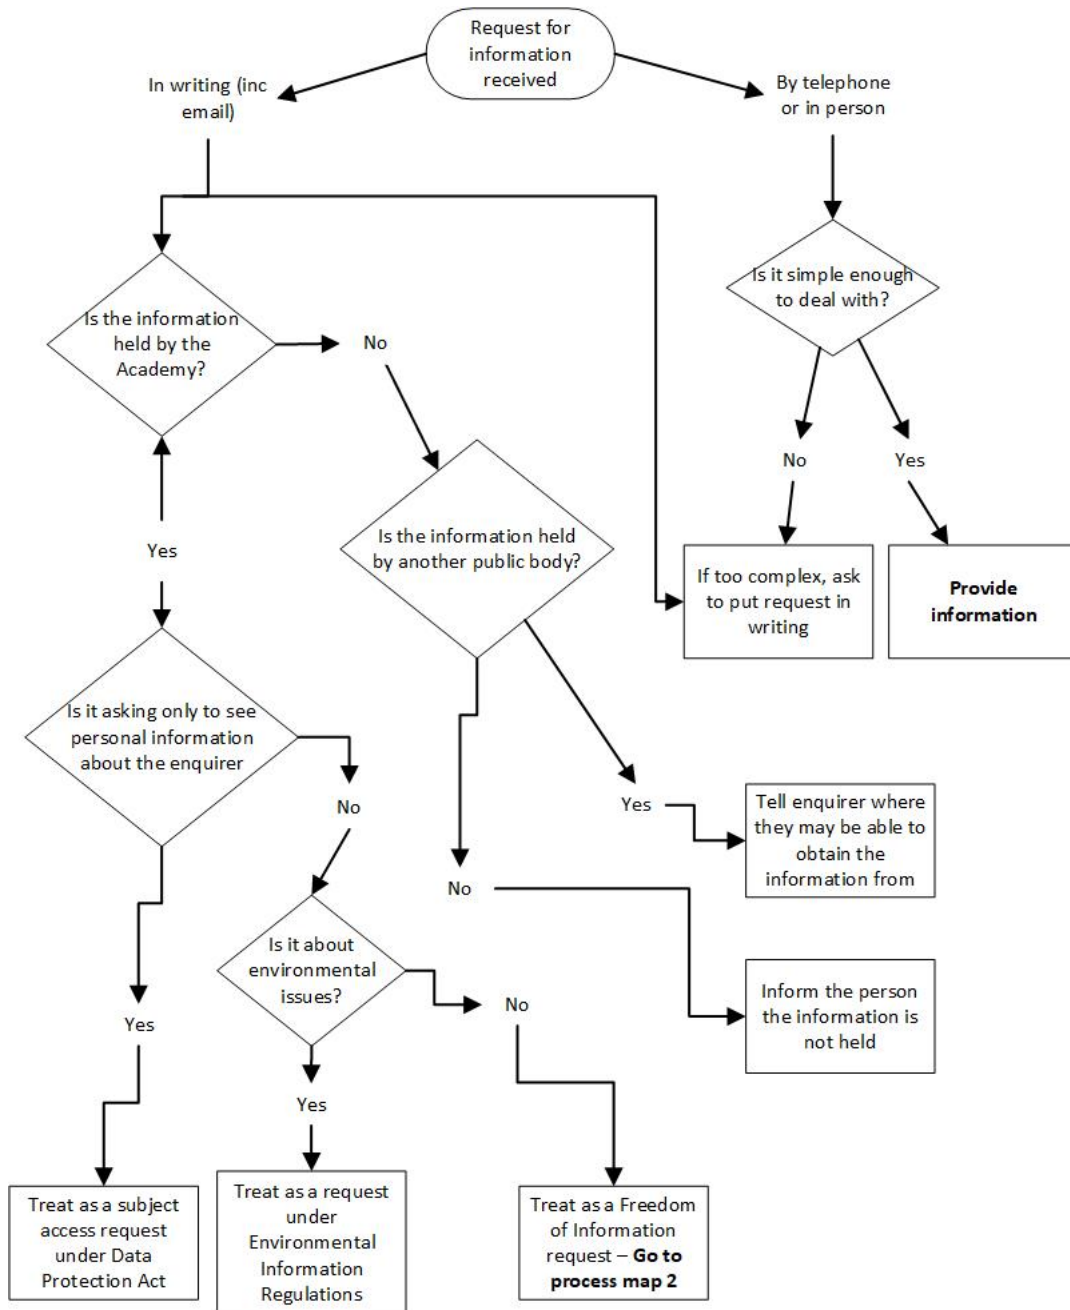 Request for
information
received
In writing (inc
email)
By telephone
or in person
Is it simple enough
to deal with?
Is the information
held by the
Academy?
No
No
Yes
Is the information held
by another public body?
Yes
If too complex, ask
to put request in
writing
Provide
information
Is it asking only to see
personal information
about the enquirer
No
Yes
Tell enquirer where
they may be able to
obtain the
information from
No
Is it about
environmental
issues?
No
Inform the person
the information is
not held
Yes
Yes
Treat as a subject
access request
under Data
Protection Act
Treat as a request
under
Environmental
Information
Regulations
Treat as a Freedom
of Information
request – Go to
process map 2